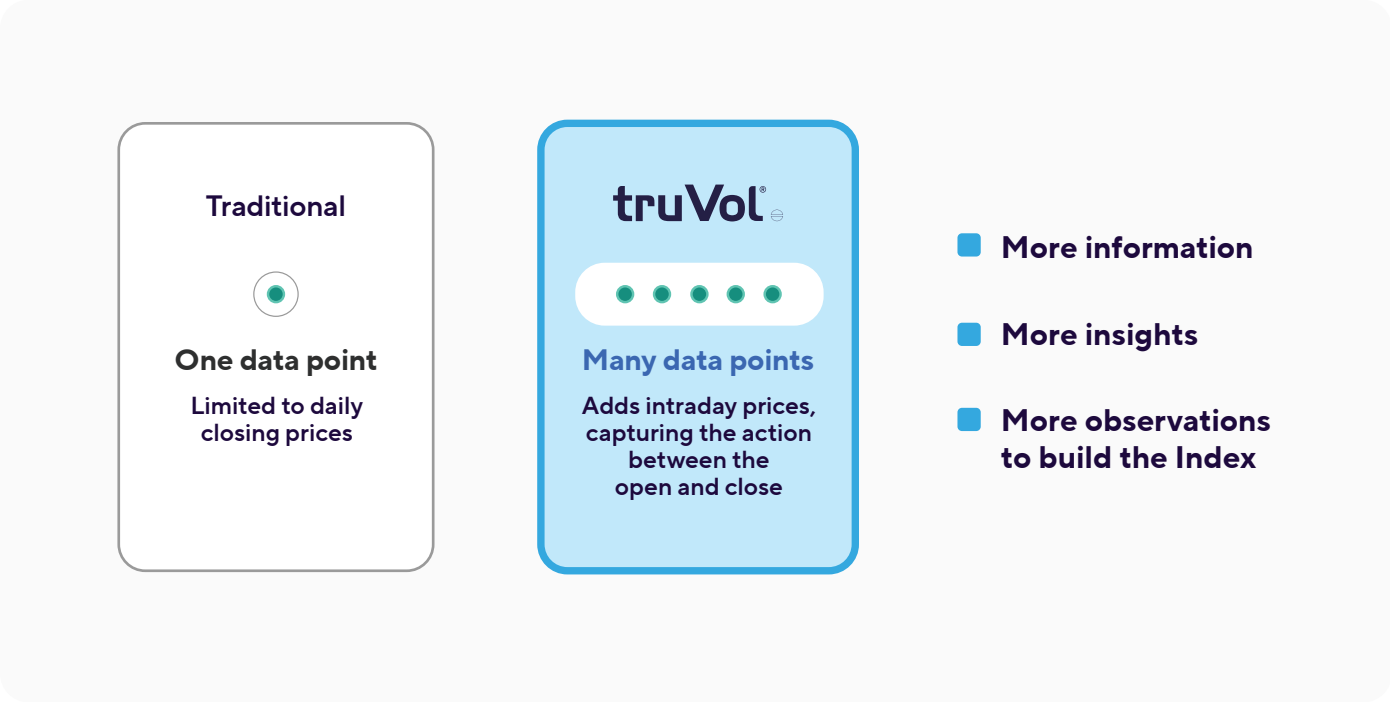 Traditional
One data point
Limited to daily
closing prices
truVol®
Many data points
Adds intraday prices,
capturing the action
between the
open and close
More information
More insights
More observations
to build the Index